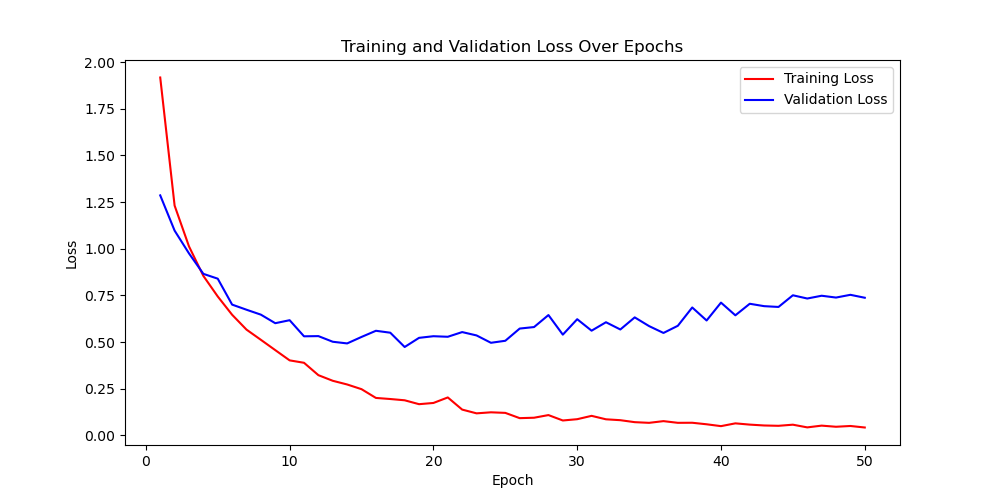 Training and Validation Loss Over Epochs
Training Loss
Validation Loss
Loss
2.00
1.75
1.50
1.25
1.00
0.75
0.50
0.25
0.00
0 10 20 30 40 50
Epoch